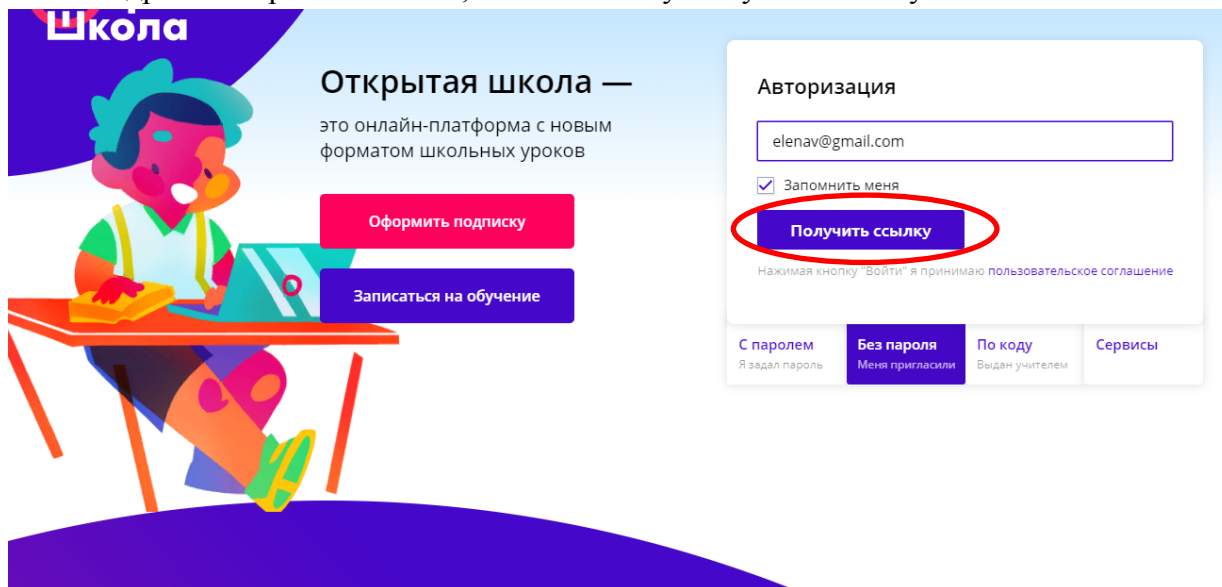 Школа
Открытая школа —
это онлайн-платформа с новым
форматом школьных уроков
Оформить подписку
Записаться на обучение
Авторизация
elenav@gmail.com
Запомнить меня
Получить ссылку
Нажимая кнопку "Войти" я принимаю пользовательское соглашение
С паролем
Я задал пароль
Без пароля
Меня пригласили
По коду
Выдан учителем
Сервисы